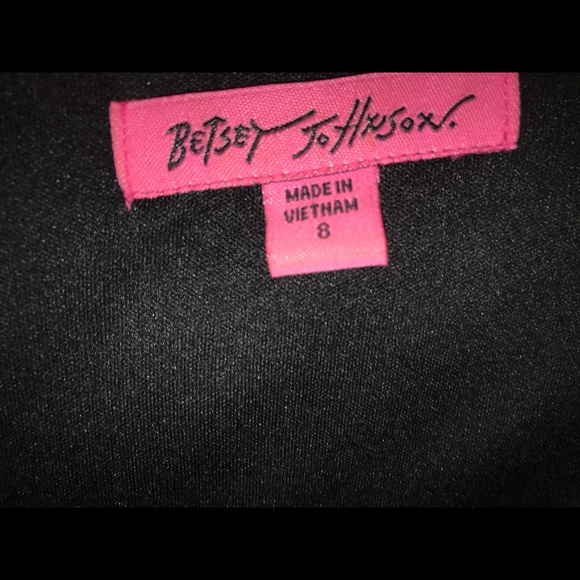 BETSEY JOHNSON.
MADE IN
VIETNAM
8